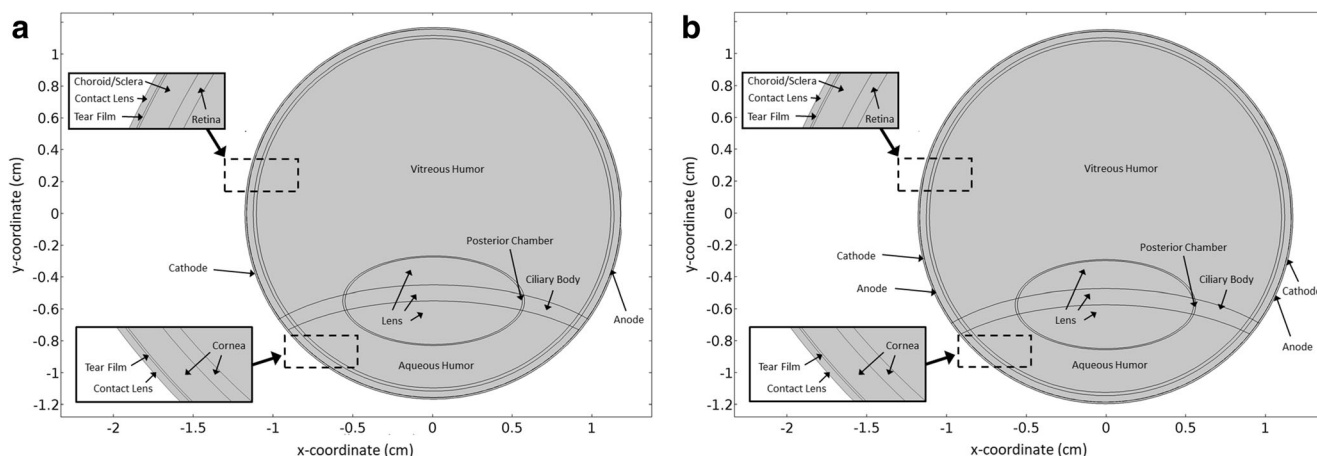 a
y-coordinate (cm)
1
0.8
0.6
0.4
0.2
0
-0.2
-0.4
-0.6
-0.8
-1
-1.2
-2
-1.5
-1
-0.5
0
0.5
1
x-coordinate (cm)
Choroid/Sclera
Contact Lens
Tear Film
Retina
Vitreous Humor
Posterior Chamber
Ciliary Body
Cathode
Lens
Anode
Cornea
Tear Film
Contact Lens
Aqueous Humor
b
y-coordinate (cm)
1
0.8
0.6
0.4
0.2
0
-0.2
-0.4
-0.6
-0.8
-1
-1.2
-2
-1.5
-1
-0.5
0
0.5
1
x-coordinate (cm)
Choroid/Sclera
Contact Lens
Tear Film
Retina
Vitreous Humor
Posterior Chamber
Cathode
Ciliary Body
Cathode
Anode
Lens
Anode
Cornea
Tear Film
Contact Lens
Aqueous Humor